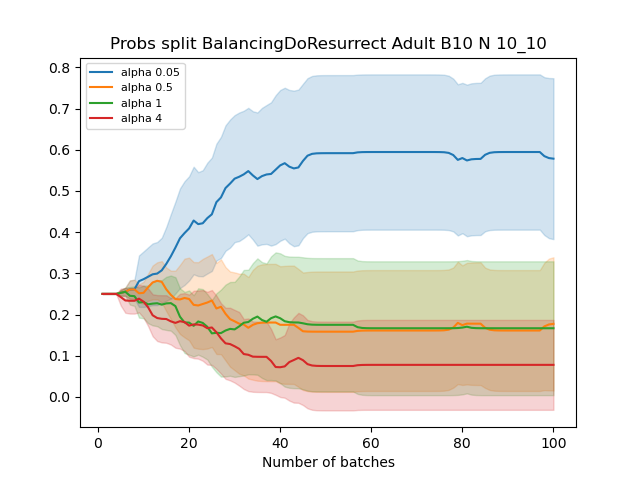 Probs split BalancingDoResurrect Adult B10 N 10_10
alpha 0.05
alpha 0.5
alpha 1
alpha 4
0.8
0.7
0.6
0.5
0.4
0.3
0.2
0.1
0.0
0 20 40 60 80 100
Number of batches